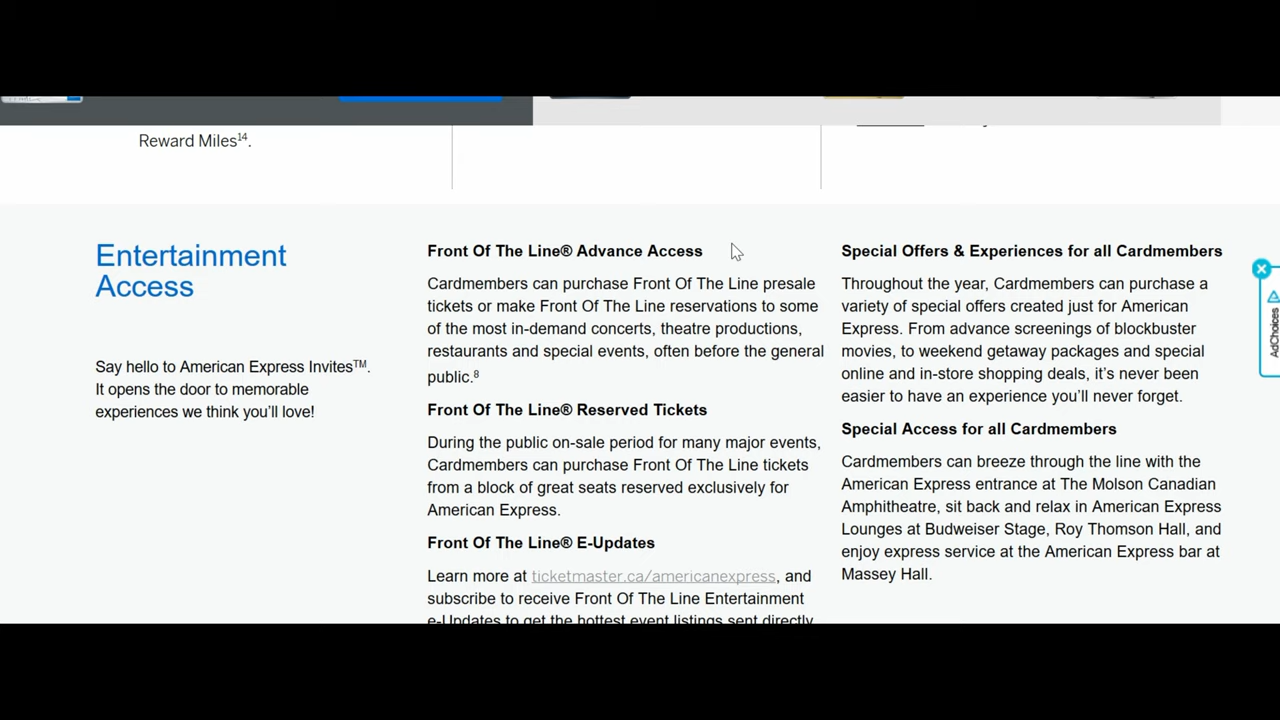 Reward Miles14.
Entertainment
Access
Say hello to American Express InvitesTM.
It opens the door to memorable
experiences we think you'll love!
Front Of The Line® Advance Access
Cardmembers can purchase Front Of The Line presale
tickets or make Front Of The Line reservations to some
of the most in-demand concerts, theatre productions,
restaurants and special events, often before the general
public.8
Front Of The Line® Reserved Tickets
During the public on-sale period for many major events,
Cardmembers can purchase Front Of The Line tickets
from a block of great seats reserved exclusively for
American Express.
Front Of The Line® E-Updates
Learn more at ticketmaster.ca/americanexpress, and
subscribe to receive Front Of The Line Entertainment
e-Updates to get the hottest event listings sent directly
Special Offers & Experiences for all Cardmembers
Throughout the year, Cardmembers can purchase a
variety of special offers created just for American
Express. From advance screenings of blockbuster
movies, to weekend getaway packages and special
online and in-store shopping deals, it's never been
easier to have an experience you'll never forget.
Special Access for all Cardmembers
Cardmembers can breeze through the line with the
American Express entrance at The Molson Canadian
Amphitheatre, sit back and relax in American Express
Lounges at Budweiser Stage, Roy Thomson Hall, and
enjoy express service at the American Express bar at
Massey Hall.
AdChoices